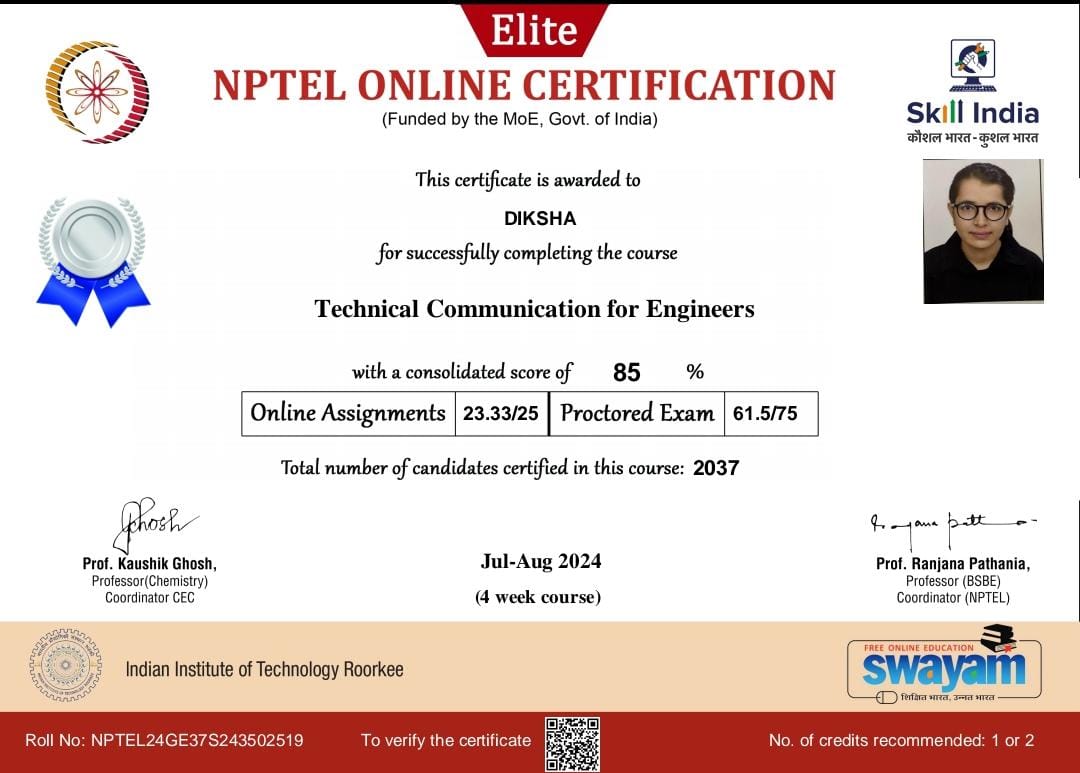 Elite
NPTEL ONLINE CERTIFICATION
(Funded by the MoE, Govt. of India)
Skill India
कौशल भारत - कुशल भारत
This certificate is awarded to
DIKSHA
for successfully completing the course
Technical Communication for Engineers
with a consolidated score of 85 %
Online Assignments 23.33/25 Proctored Exam 61.5/75
Total number of candidates certified in this course: 2037
Prof. Kaushik Ghosh,
Professor(Chemistry)
Coordinator CEC
Jul-Aug 2024
(4 week course)
Prof. Ranjana Pathania,
Professor (BSBE)
Coordinator (NPTEL)
Indian Institute of Technology Roorkee
FREE ONLINE EDUCATION
swayam
शिक्षित भारत, उन्नत भारत
Roll No: NPTEL24GE37S243502519
To verify the certificate
No. of credits recommended: 1 or 2